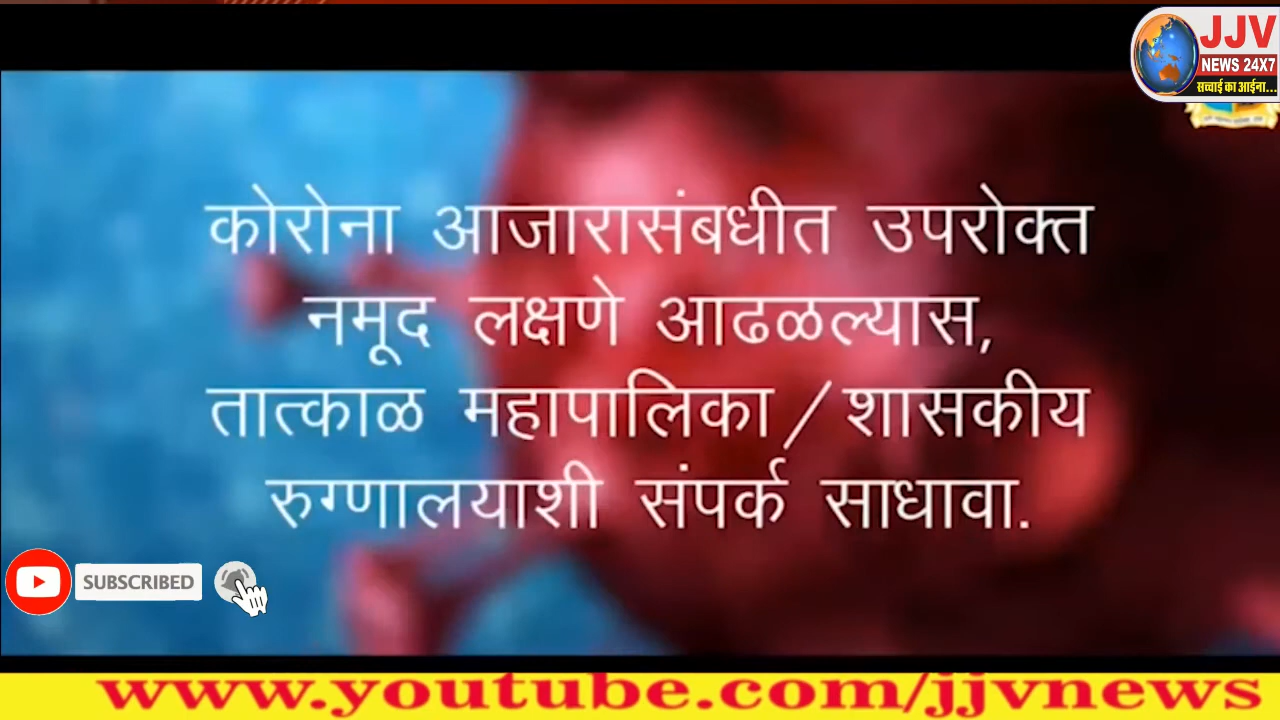 JJV
NEWS 24X7
सच्चाई का आईना...
कोरोना आजारासंबधीत उपरोक्त
नमूद लक्षणे आढळल्यास,
तात्काळ महापालिका/शासकीय
रुग्णालयाशी संपर्क साधावा.
SUBSCRIBED
www.youtube.com/jjvnews